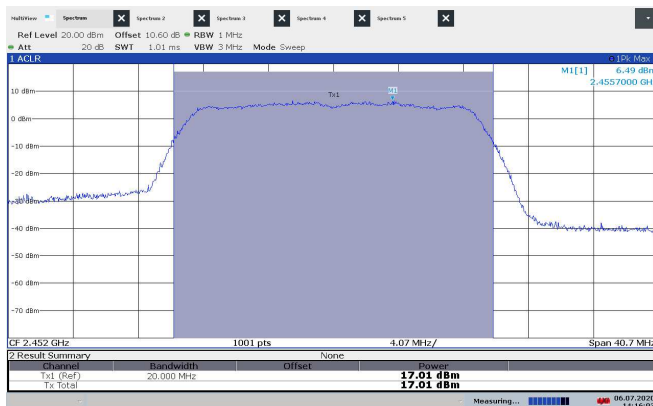 MultiView Spectrum Spectrum 2 Spectrum 3 Spectrum 4 Spectrum 5
Ref Level 20.00 dBm Offset 10.60 dB RBW 1 MHz
Att 20 dB SWT 1.01 ms VBW 3 MHz Mode Sweep
1 ACLR 1Pk Max
M1[1] 6.49 dBm
2.4557000 GH
10 dBm
Tx1 M1
0 dBm
-10 dBm
-20 dBm
-30 dBm
-40 dBm
-50 dBm
-60 dBm
-70 dBm
CF 2.452 GHz 1001 pts 4.07 MHz/ Span 40.7 MHz
2 Result Summary None
Channel Bandwidth Offset Power
Tx1 (Ref) 20.000 MHz 17.01 dBm
Tx Total 17.01 dBm
Measuring... 06.07.2020